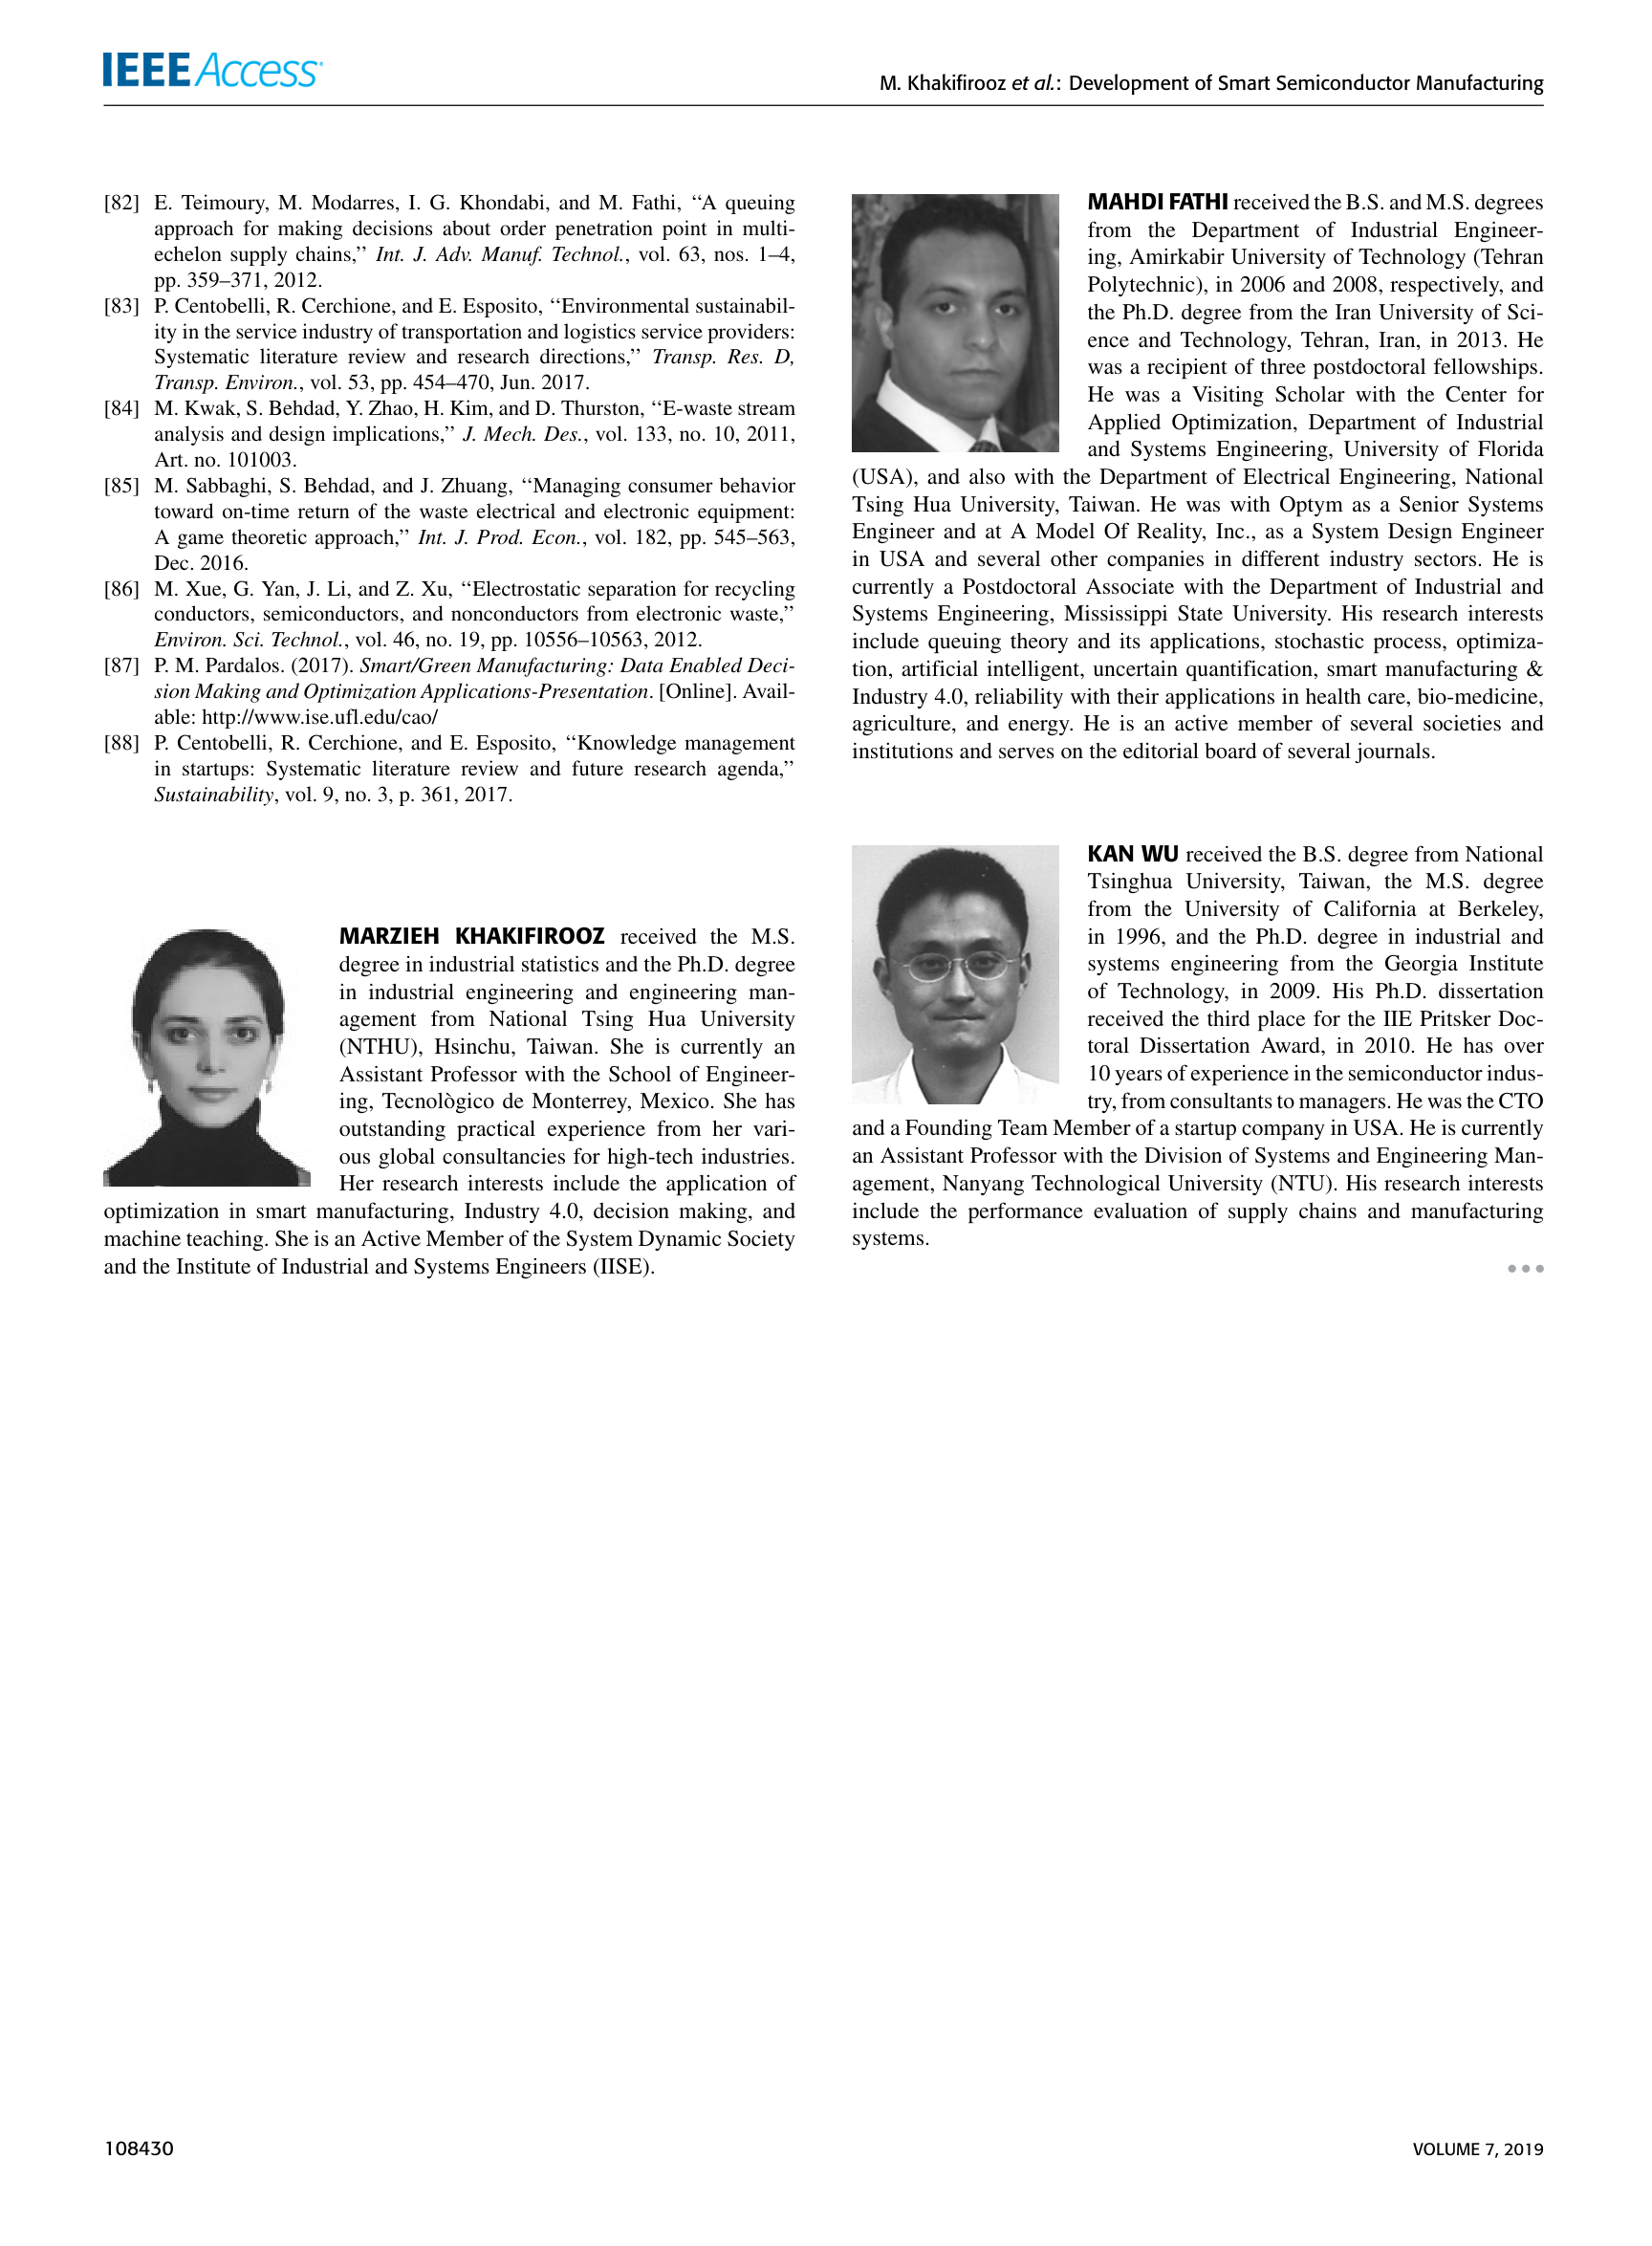 IEEE Access
M. Khakifirooz et al.: Development of Smart Semiconductor Manufacturing
[82] E. Teimoury, M. Modarres, I. G. Khondabi, and M. Fathi, ‘‘A queuing
approach for making decisions about order penetration point in multi-
echelon supply chains,’’ Int. J. Adv. Manuf. Technol., vol. 63, nos. 1–4,
pp. 359–371, 2012.
[83] P. Centobelli, R. Cerchione, and E. Esposito, ‘‘Environmental sustainabil-
ity in the service industry of transportation and logistics service providers:
Systematic literature review and research directions,’’ Transp. Res. D,
Transp. Environ., vol. 53, pp. 454–470, Jun. 2017.
[84] M. Kwak, S. Behdad, Y. Zhao, H. Kim, and D. Thurston, ‘‘E-waste stream
analysis and design implications,’’ J. Mech. Des., vol. 133, no. 10, 2011,
Art. no. 101003.
[85] M. Sabbaghi, S. Behdad, and J. Zhuang, ‘‘Managing consumer behavior
toward on-time return of the waste electrical and electronic equipment:
A game theoretic approach,’’ Int. J. Prod. Econ., vol. 182, pp. 545–563,
Dec. 2016.
[86] M. Xue, G. Yan, J. Li, and Z. Xu, ‘‘Electrostatic separation for recycling
conductors, semiconductors, and nonconductors from electronic waste,’’
Environ. Sci. Technol., vol. 46, no. 19, pp. 10556–10563, 2012.
[87] P. M. Pardalos. (2017). Smart/Green Manufacturing: Data Enabled Deci-
sion Making and Optimization Applications-Presentation. [Online]. Avail-
able: http://www.ise.ufl.edu/cao/
[88] P. Centobelli, R. Cerchione, and E. Esposito, ‘‘Knowledge management
in startups: Systematic literature review and future research agenda,’’
Sustainability, vol. 9, no. 3, p. 361, 2017.
MARZIEH KHAKIFIROOZ received the M.S.
degree in industrial statistics and the Ph.D. degree
in industrial engineering and engineering man-
agement from National Tsing Hua University
(NTHU), Hsinchu, Taiwan. She is currently an
Assistant Professor with the School of Engineer-
ing, Tecnològico de Monterrey, Mexico. She has
outstanding practical experience from her vari-
ous global consultancies for high-tech industries.
Her research interests include the application of
optimization in smart manufacturing, Industry 4.0, decision making, and
machine teaching. She is an Active Member of the System Dynamic Society
and the Institute of Industrial and Systems Engineers (IISE).
MAHDI FATHI received the B.S. and M.S. degrees
from the Department of Industrial Engineer-
ing, Amirkabir University of Technology (Tehran
Polytechnic), in 2006 and 2008, respectively, and
the Ph.D. degree from the Iran University of Sci-
ence and Technology, Tehran, Iran, in 2013. He
was a recipient of three postdoctoral fellowships.
He was a Visiting Scholar with the Center for
Applied Optimization, Department of Industrial
and Systems Engineering, University of Florida
(USA), and also with the Department of Electrical Engineering, National
Tsing Hua University, Taiwan. He was with Optym as a Senior Systems
Engineer and at A Model Of Reality, Inc., as a System Design Engineer
in USA and several other companies in different industry sectors. He is
currently a Postdoctoral Associate with the Department of Industrial and
Systems Engineering, Mississippi State University. His research interests
include queuing theory and its applications, stochastic process, optimiza-
tion, artificial intelligent, uncertain quantification, smart manufacturing &
Industry 4.0, reliability with their applications in health care, bio-medicine,
agriculture, and energy. He is an active member of several societies and
institutions and serves on the editorial board of several journals.
KAN WU received the B.S. degree from National
Tsinghua University, Taiwan, the M.S. degree
from the University of California at Berkeley,
in 1996, and the Ph.D. degree in industrial and
systems engineering from the Georgia Institute
of Technology, in 2009. His Ph.D. dissertation
received the third place for the IIE Pritsker Doc-
toral Dissertation Award, in 2010. He has over
10 years of experience in the semiconductor indus-
try, from consultants to managers. He was the CTO
and a Founding Team Member of a startup company in USA. He is currently
an Assistant Professor with the Division of Systems and Engineering Man-
agement, Nanyang Technological University (NTU). His research interests
include the performance evaluation of supply chains and manufacturing
systems.
108430
VOLUME 7, 2019